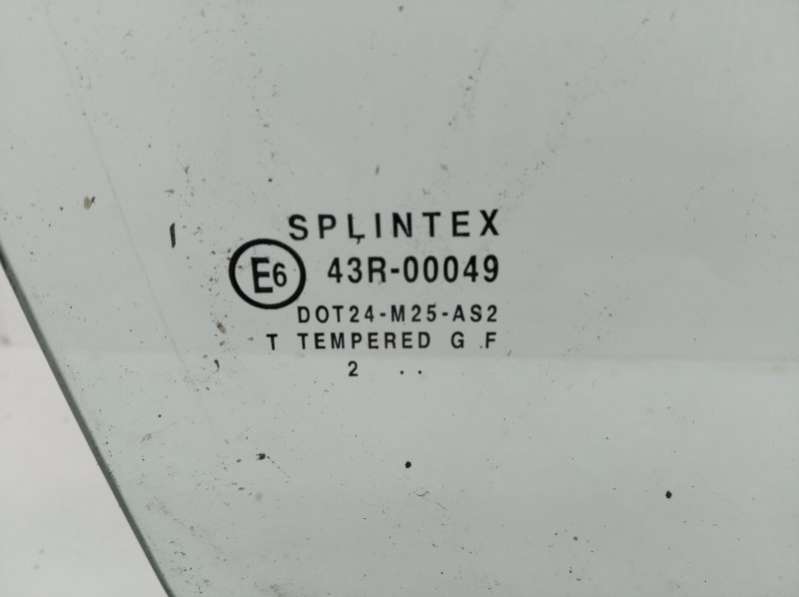 SPLINTEX
E6 43R-00049
DOT24-M25-AS2
T TEMPERED G F
2 ..